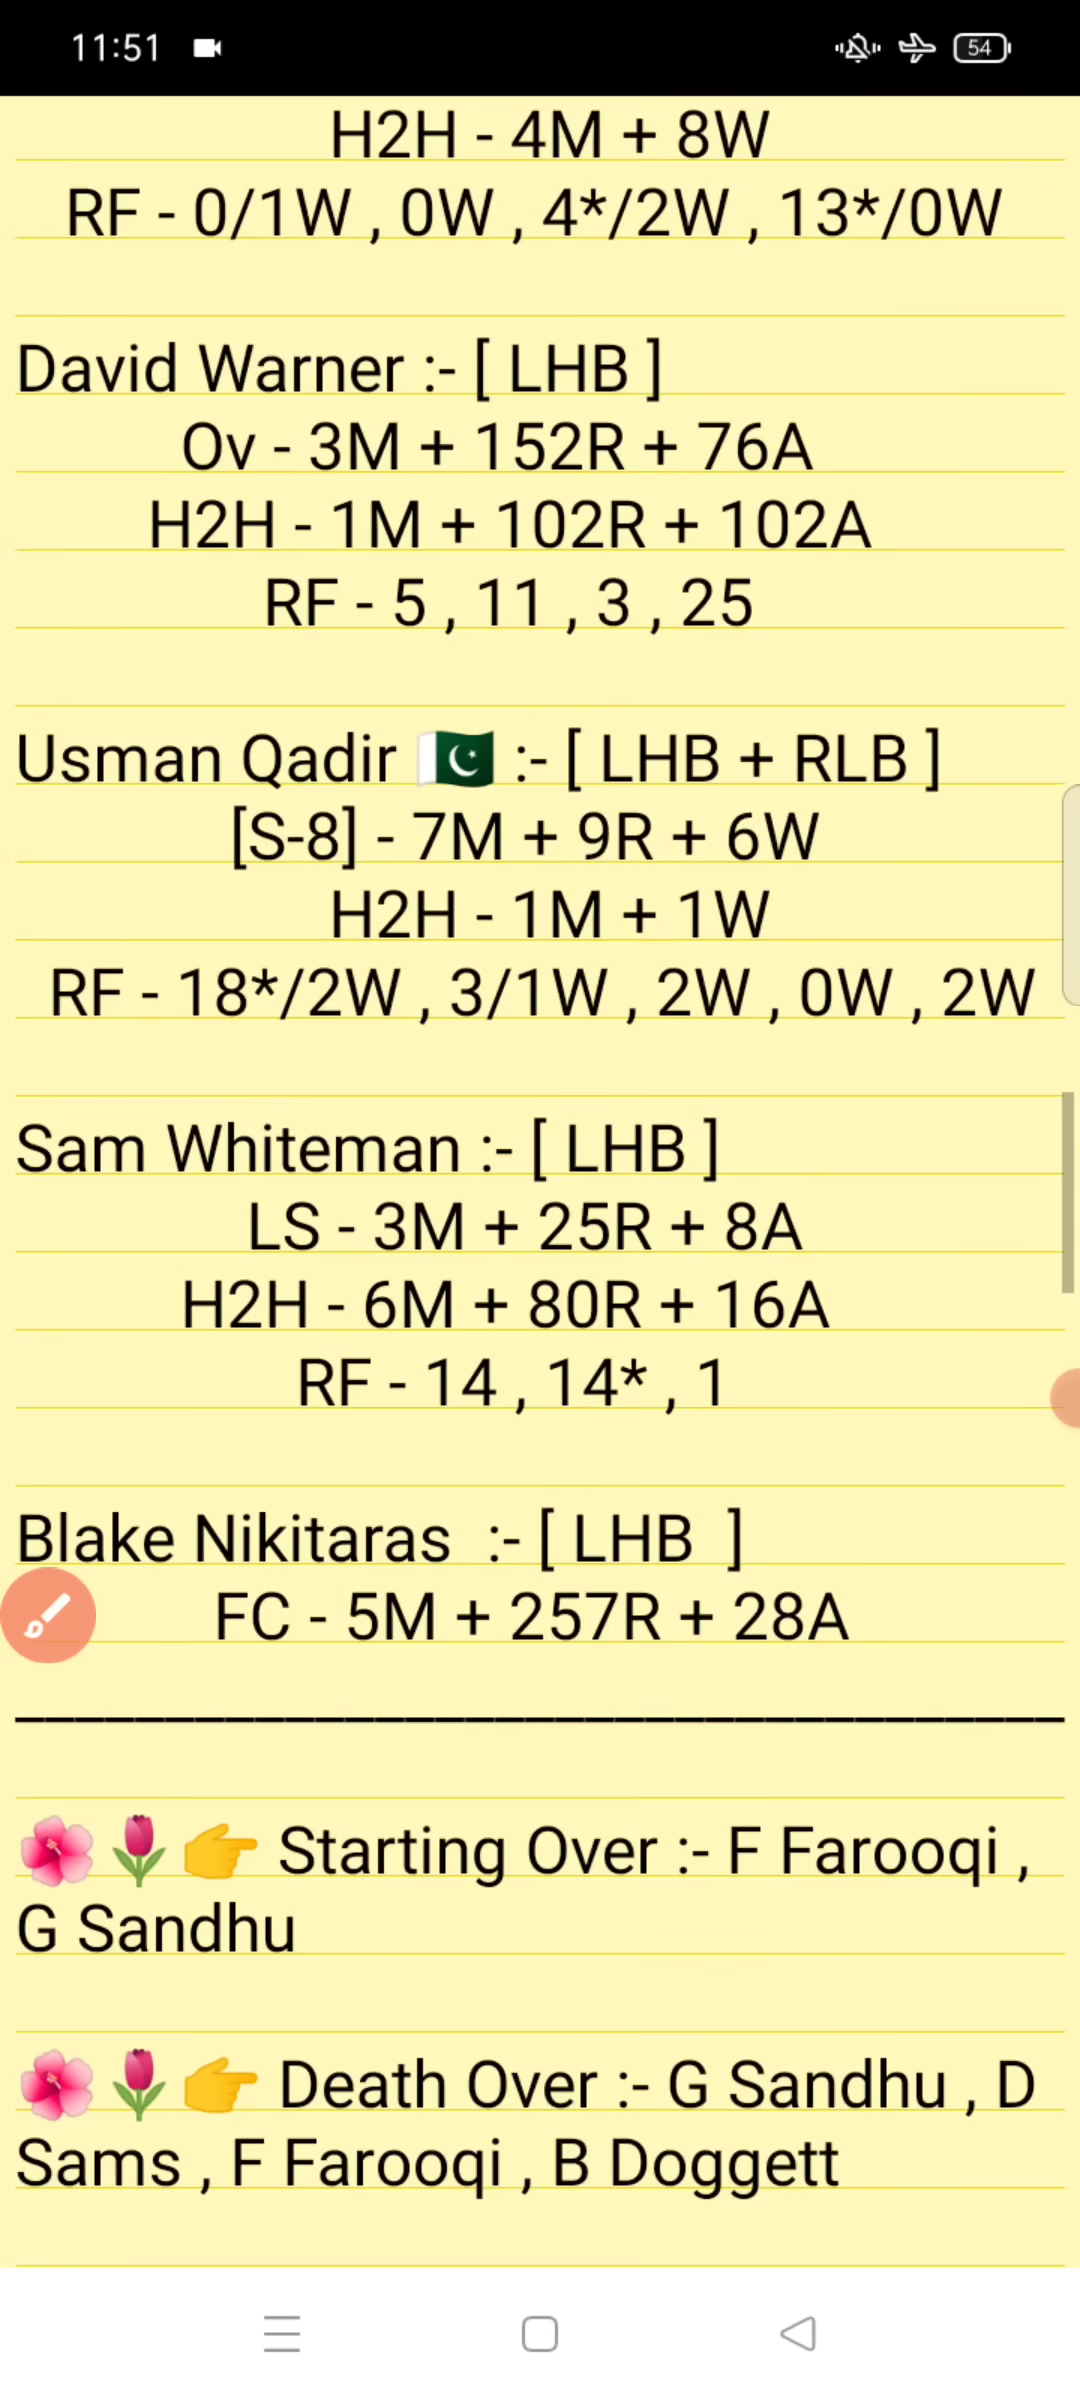 11:51 54
H2H - 4M + 8W
RF - 0/1W , 0W , 4*/2W , 13*/0W
David Warner :- [ LHB ]
Ov - 3M + 152R + 76A
H2H - 1M + 102R + 102A
RF - 5 , 11 , 3 , 25
Usman Qadir 🇵🇰 :- [ LHB + RLB ]
[S-8] - 7M + 9R + 6W
H2H - 1M + 1W
RF - 18*/2W , 3/1W , 2W , 0W , 2W
Sam Whiteman :- [ LHB ]
LS - 3M + 25R + 8A
H2H - 6M + 80R + 16A
RF - 14 , 14* , 1
Blake Nikitaras :- [ LHB ]
FC - 5M + 257R + 28A
🌺🌷👉 Starting Over :- F Farooqi ,
G Sandhu
🌺🌷👉 Death Over :- G Sandhu , D
Sams , F Farooqi , B Doggett